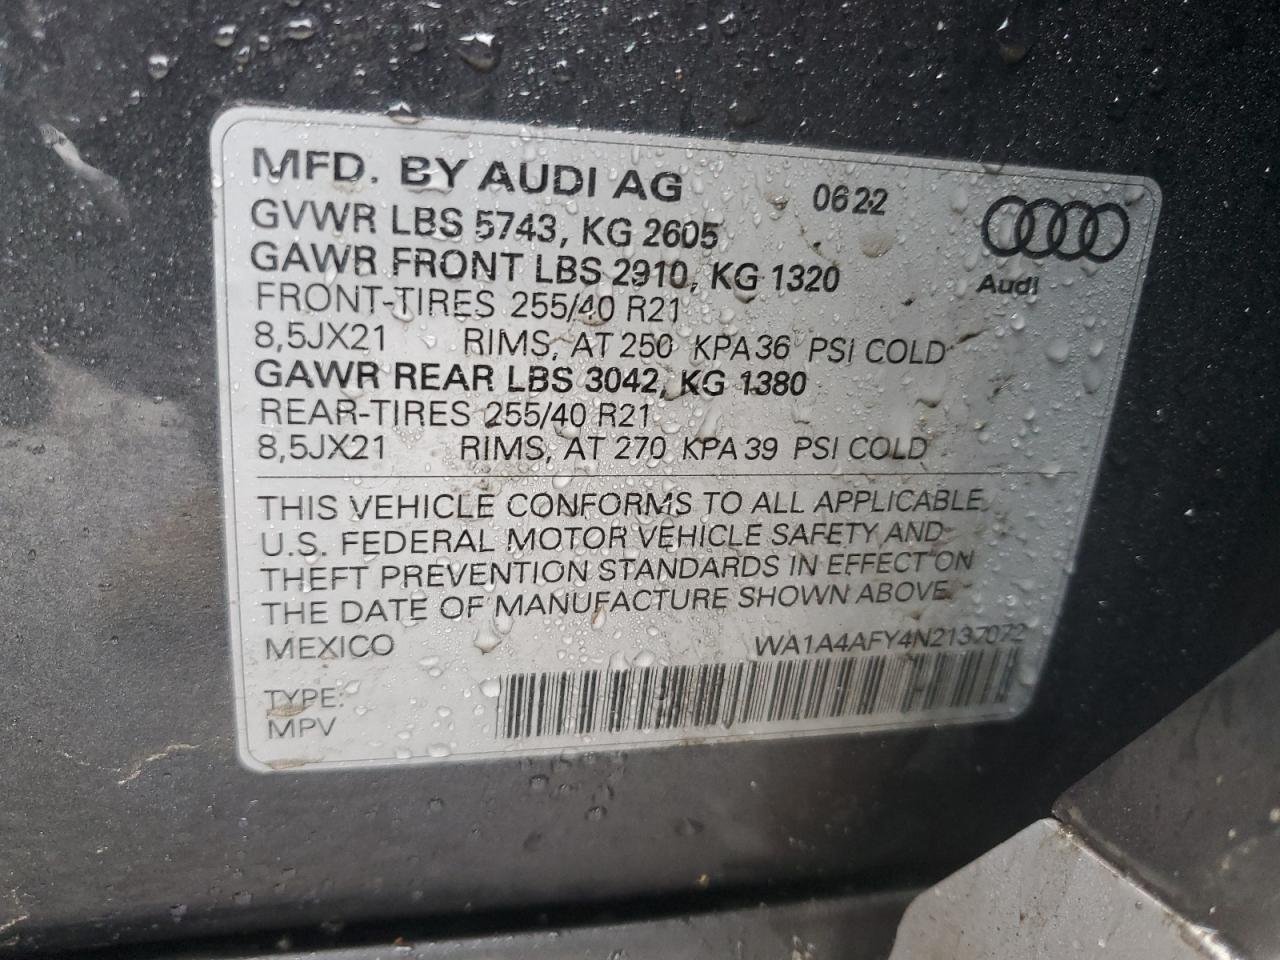 MFD. BY AUDI AG 0622
GVWR LBS 5743, KG 2605
GAWR FRONT LBS 2910, KG 1320
Audi
FRONT-TIRES 255/40 R21
8,5JX21 RIMS, AT 250 KPA 36 PSI COLD
GAWR REAR LBS 3042, KG 1380
REAR-TIRES 255/40 R21
8,5JX21 RIMS, AT 270 KPA 39 PSI COLD
THIS VEHICLE CONFORMS TO ALL APPLICABLE
U.S. FEDERAL MOTOR VEHICLE SAFETY AND
THEFT PREVENTION STANDARDS IN EFFECT ON
THE DATE OF MANUFACTURE SHOWN ABOVE.
MEXICO WA1A4AFY4N2137072
TYPE:
MPV